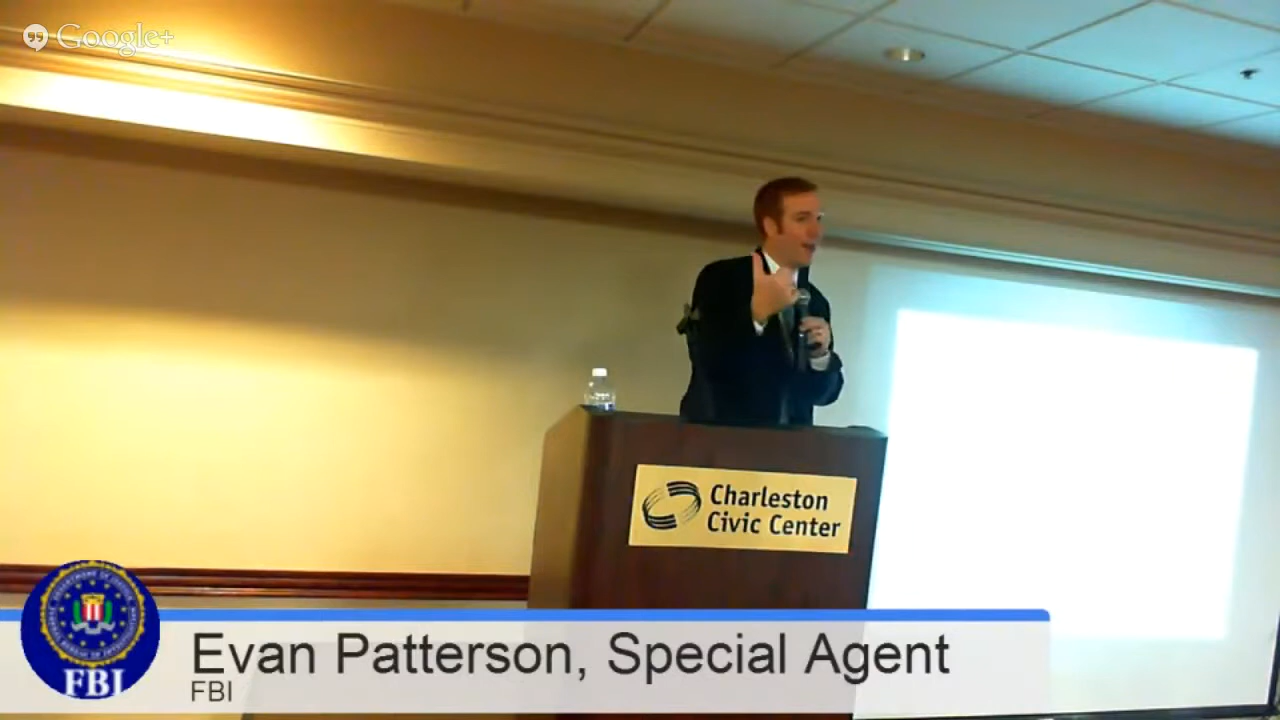 Google+
Charleston
Civic Center
Evan Patterson, Special Agent
FBI
FBI